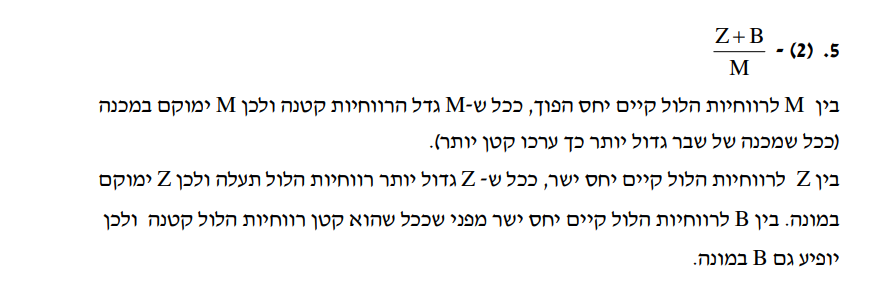 5. (2) - Z+B
M
בין M לרווחיות הלול קיים יחס הפוך, ככל ש-M גדל הרווחיות קטנה ולכן M ימוקם במכנה
(ככל שמכנה של שבר גדול יותר כך ערכו קטן יותר).
בין Z לרווחיות הלול קיים יחס ישר, ככל ש- Z גדול יותר רווחיות הלול תעלה ולכן Z ימוקם
במונה. בין B לרווחיות הלול קיים יחס ישר מפני שככל שהוא קטן רווחיות הלול קטנה ולכן
יופיע גם B במונה.